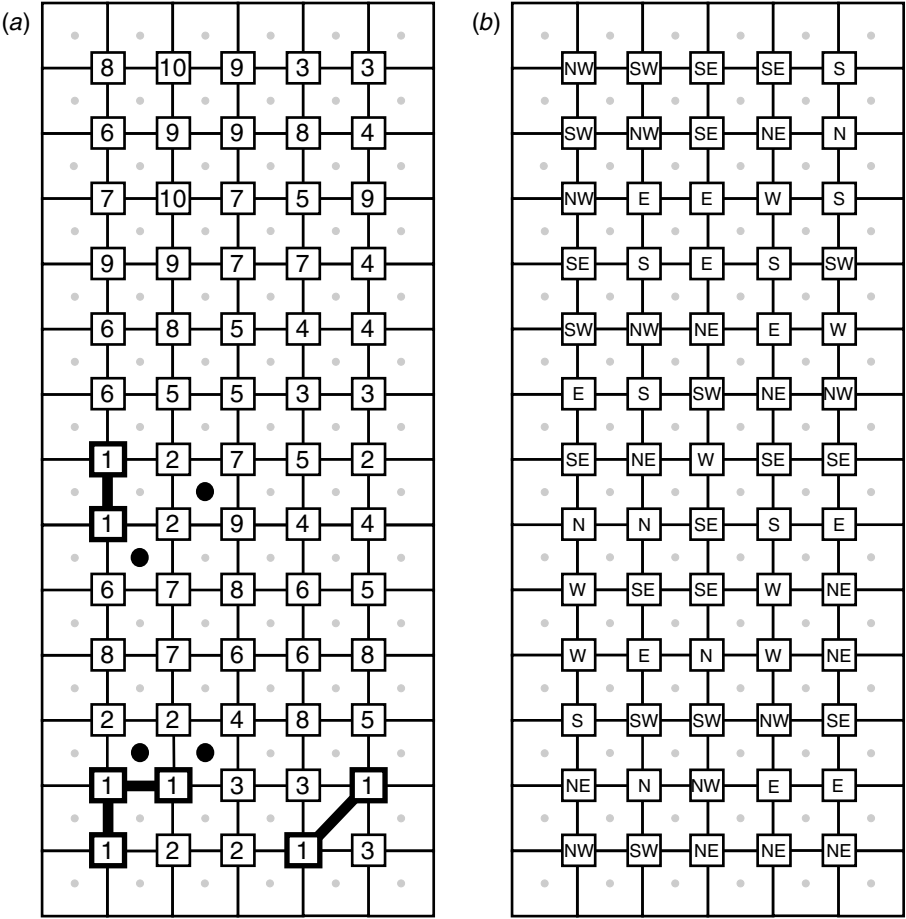 (a) (b)
8 10 9 3 3 NW SW SE SE S
6 9 9 8 4 SW NW SE NE N
7 10 7 5 9 NW E E W S
9 9 7 7 4 SE S E S SW
6 8 5 4 4 SW NW NE E W
6 5 5 3 3 E S SW NE NW
1 2 7 5 2 SE NE W SE SE
1 2 9 4 4 N N SE S E
6 7 8 6 5 W SE SE W NE
8 7 6 6 8 W E N W NE
2 2 4 8 5 S SW SW NW SE
1 1 3 3 1 NE N NW E E
1 2 2 1 3 NW SW NE NE NE